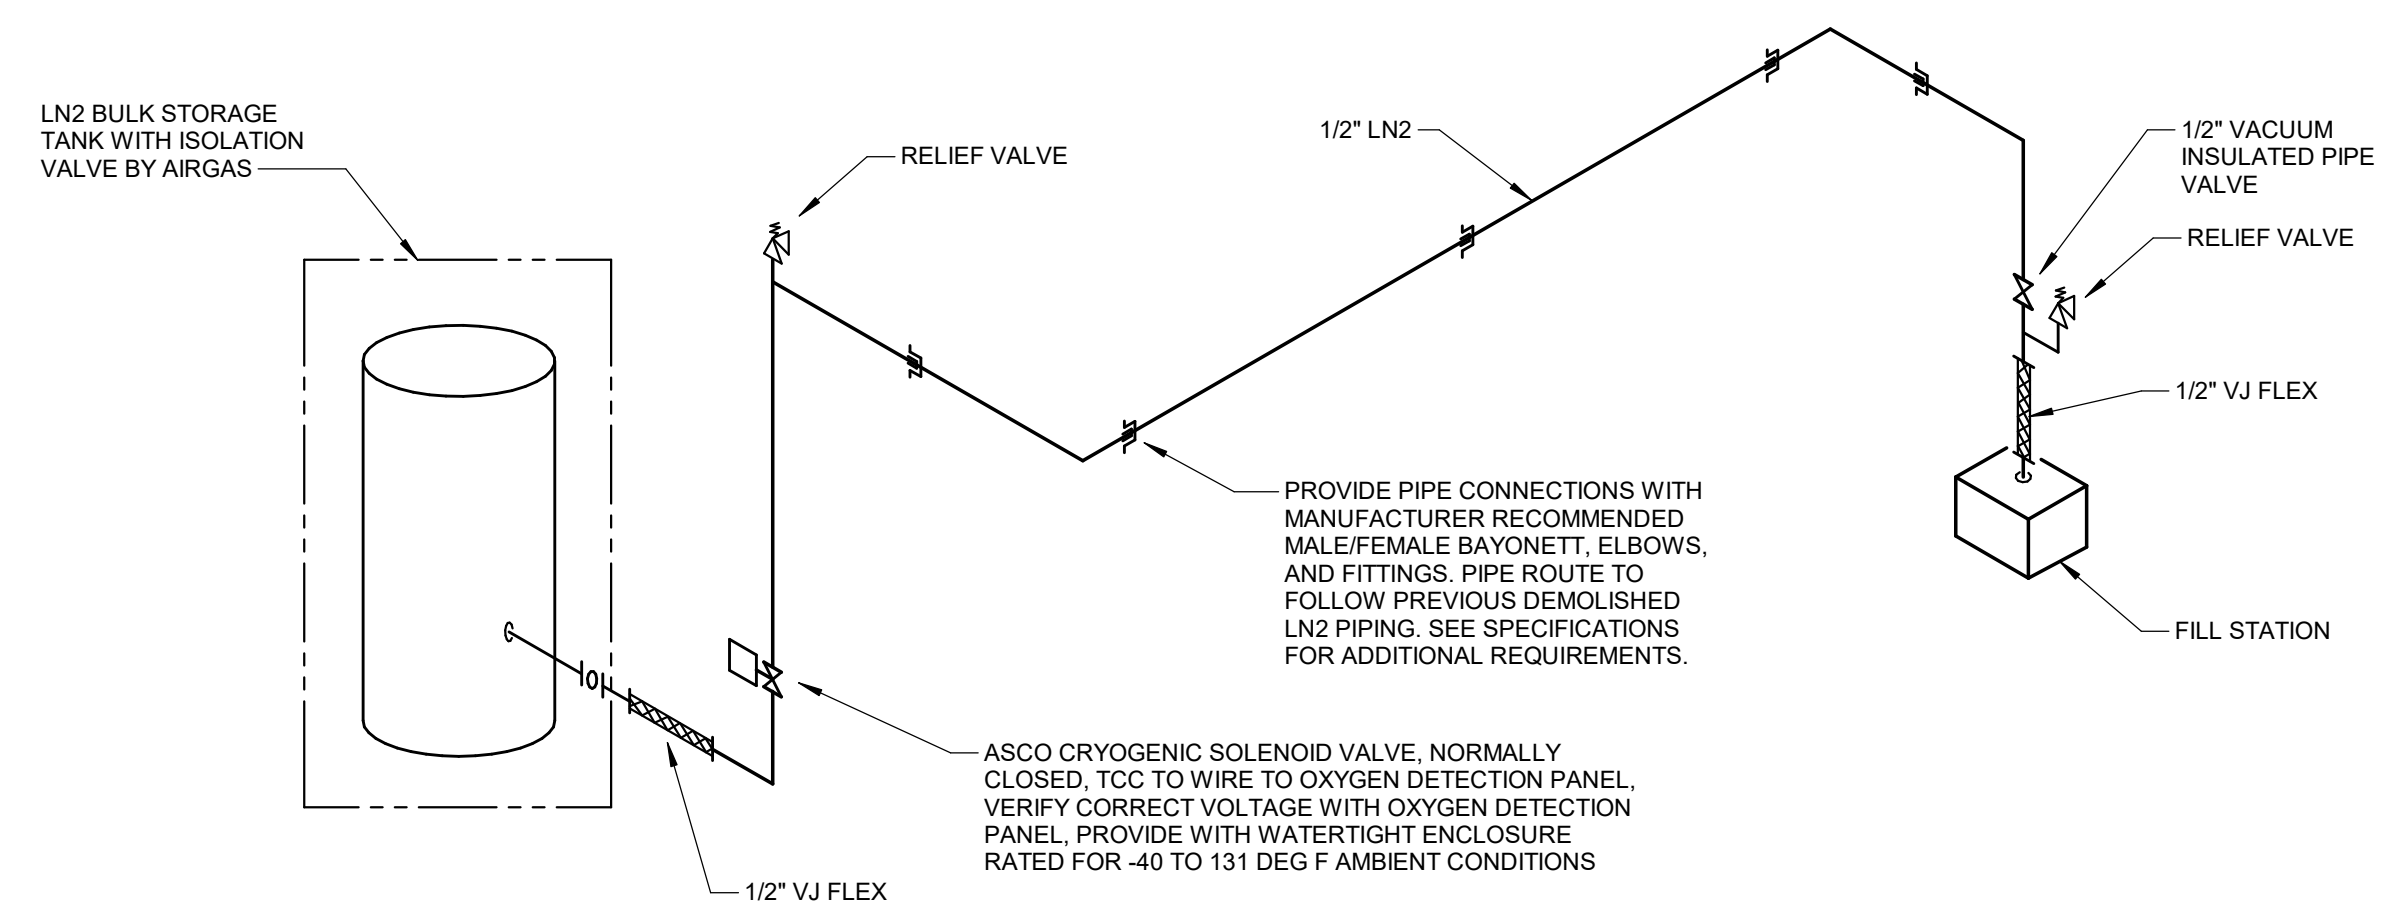 LN2 BULK STORAGE
TANK WITH ISOLATION
VALVE BY AIRGAS
RELIEF VALVE
1/2" LN2
1/2" VACUUM
INSULATED PIPE
VALVE
RELIEF VALVE
1/2" VJ FLEX
PROVIDE PIPE CONNECTIONS WITH
MANUFACTURER RECOMMENDED
MALE/FEMALE BAYONETT, ELBOWS,
AND FITTINGS. PIPE ROUTE TO
FOLLOW PREVIOUS DEMOLISHED
LN2 PIPING. SEE SPECIFICATIONS
FOR ADDITIONAL REQUIREMENTS.
FILL STATION
ASCO CRYOGENIC SOLENOID VALVE, NORMALLY
CLOSED, TCC TO WIRE TO OXYGEN DETECTION PANEL,
VERIFY CORRECT VOLTAGE WITH OXYGEN DETECTION
PANEL, PROVIDE WITH WATERTIGHT ENCLOSURE
RATED FOR -40 TO 131 DEG F AMBIENT CONDITIONS
1/2" VJ FLEX